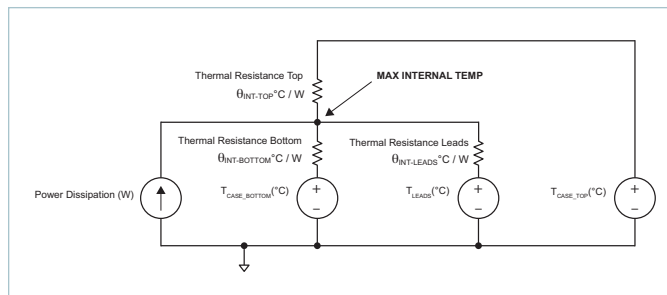 Thermal Resistance Top
θINT-TOP°C / W
MAX INTERNAL TEMP
Thermal Resistance Bottom
θINT-BOTTOM°C / W
Thermal Resistance Leads
θINT-LEADS°C / W
Power Dissipation (W)
TCASE_BOTTOM(°C)
TLEADS(°C)
TCASE_TOP(°C)
+
–
+
–
+
–